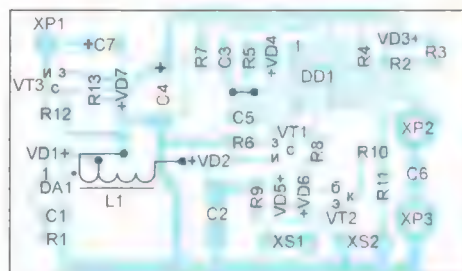 XP1
+C7
R7
C3
R5
+VD4
1
DD1
R4
VD3+
R2
R3
и
з
с
VT3
R13
+VD7
+
C4
R12
C5
R6
VT1
з
и
с
R8
R10
XP2
VD1+
+VD2
1
DA1
L1
C1
R1
C2
R9
VD5+
+VD6
б
э
к
VT2
R11
C6
XP3
XS1
XS2